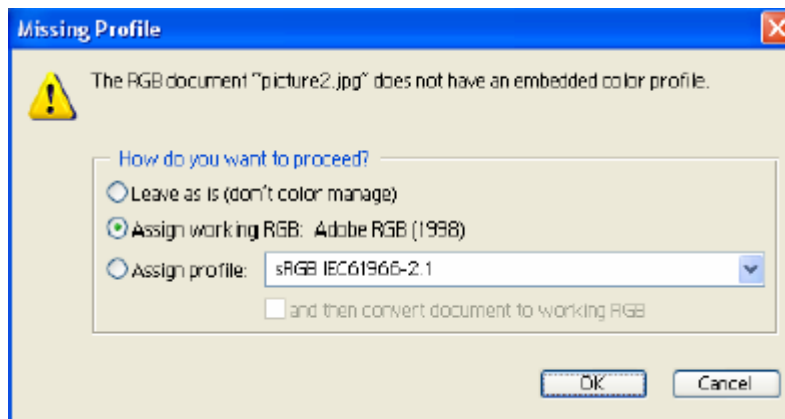 Missing Profile
The RGB document "picture2.jpg" does not have an embedded color profile.
How do you want to proceed?
Leave as is (don't color manage)
Assign working RGB: Adobe RGB (1998)
Assign profile: sRGB IEC61966-2.1
and then convert document to working RGB
OK Cancel